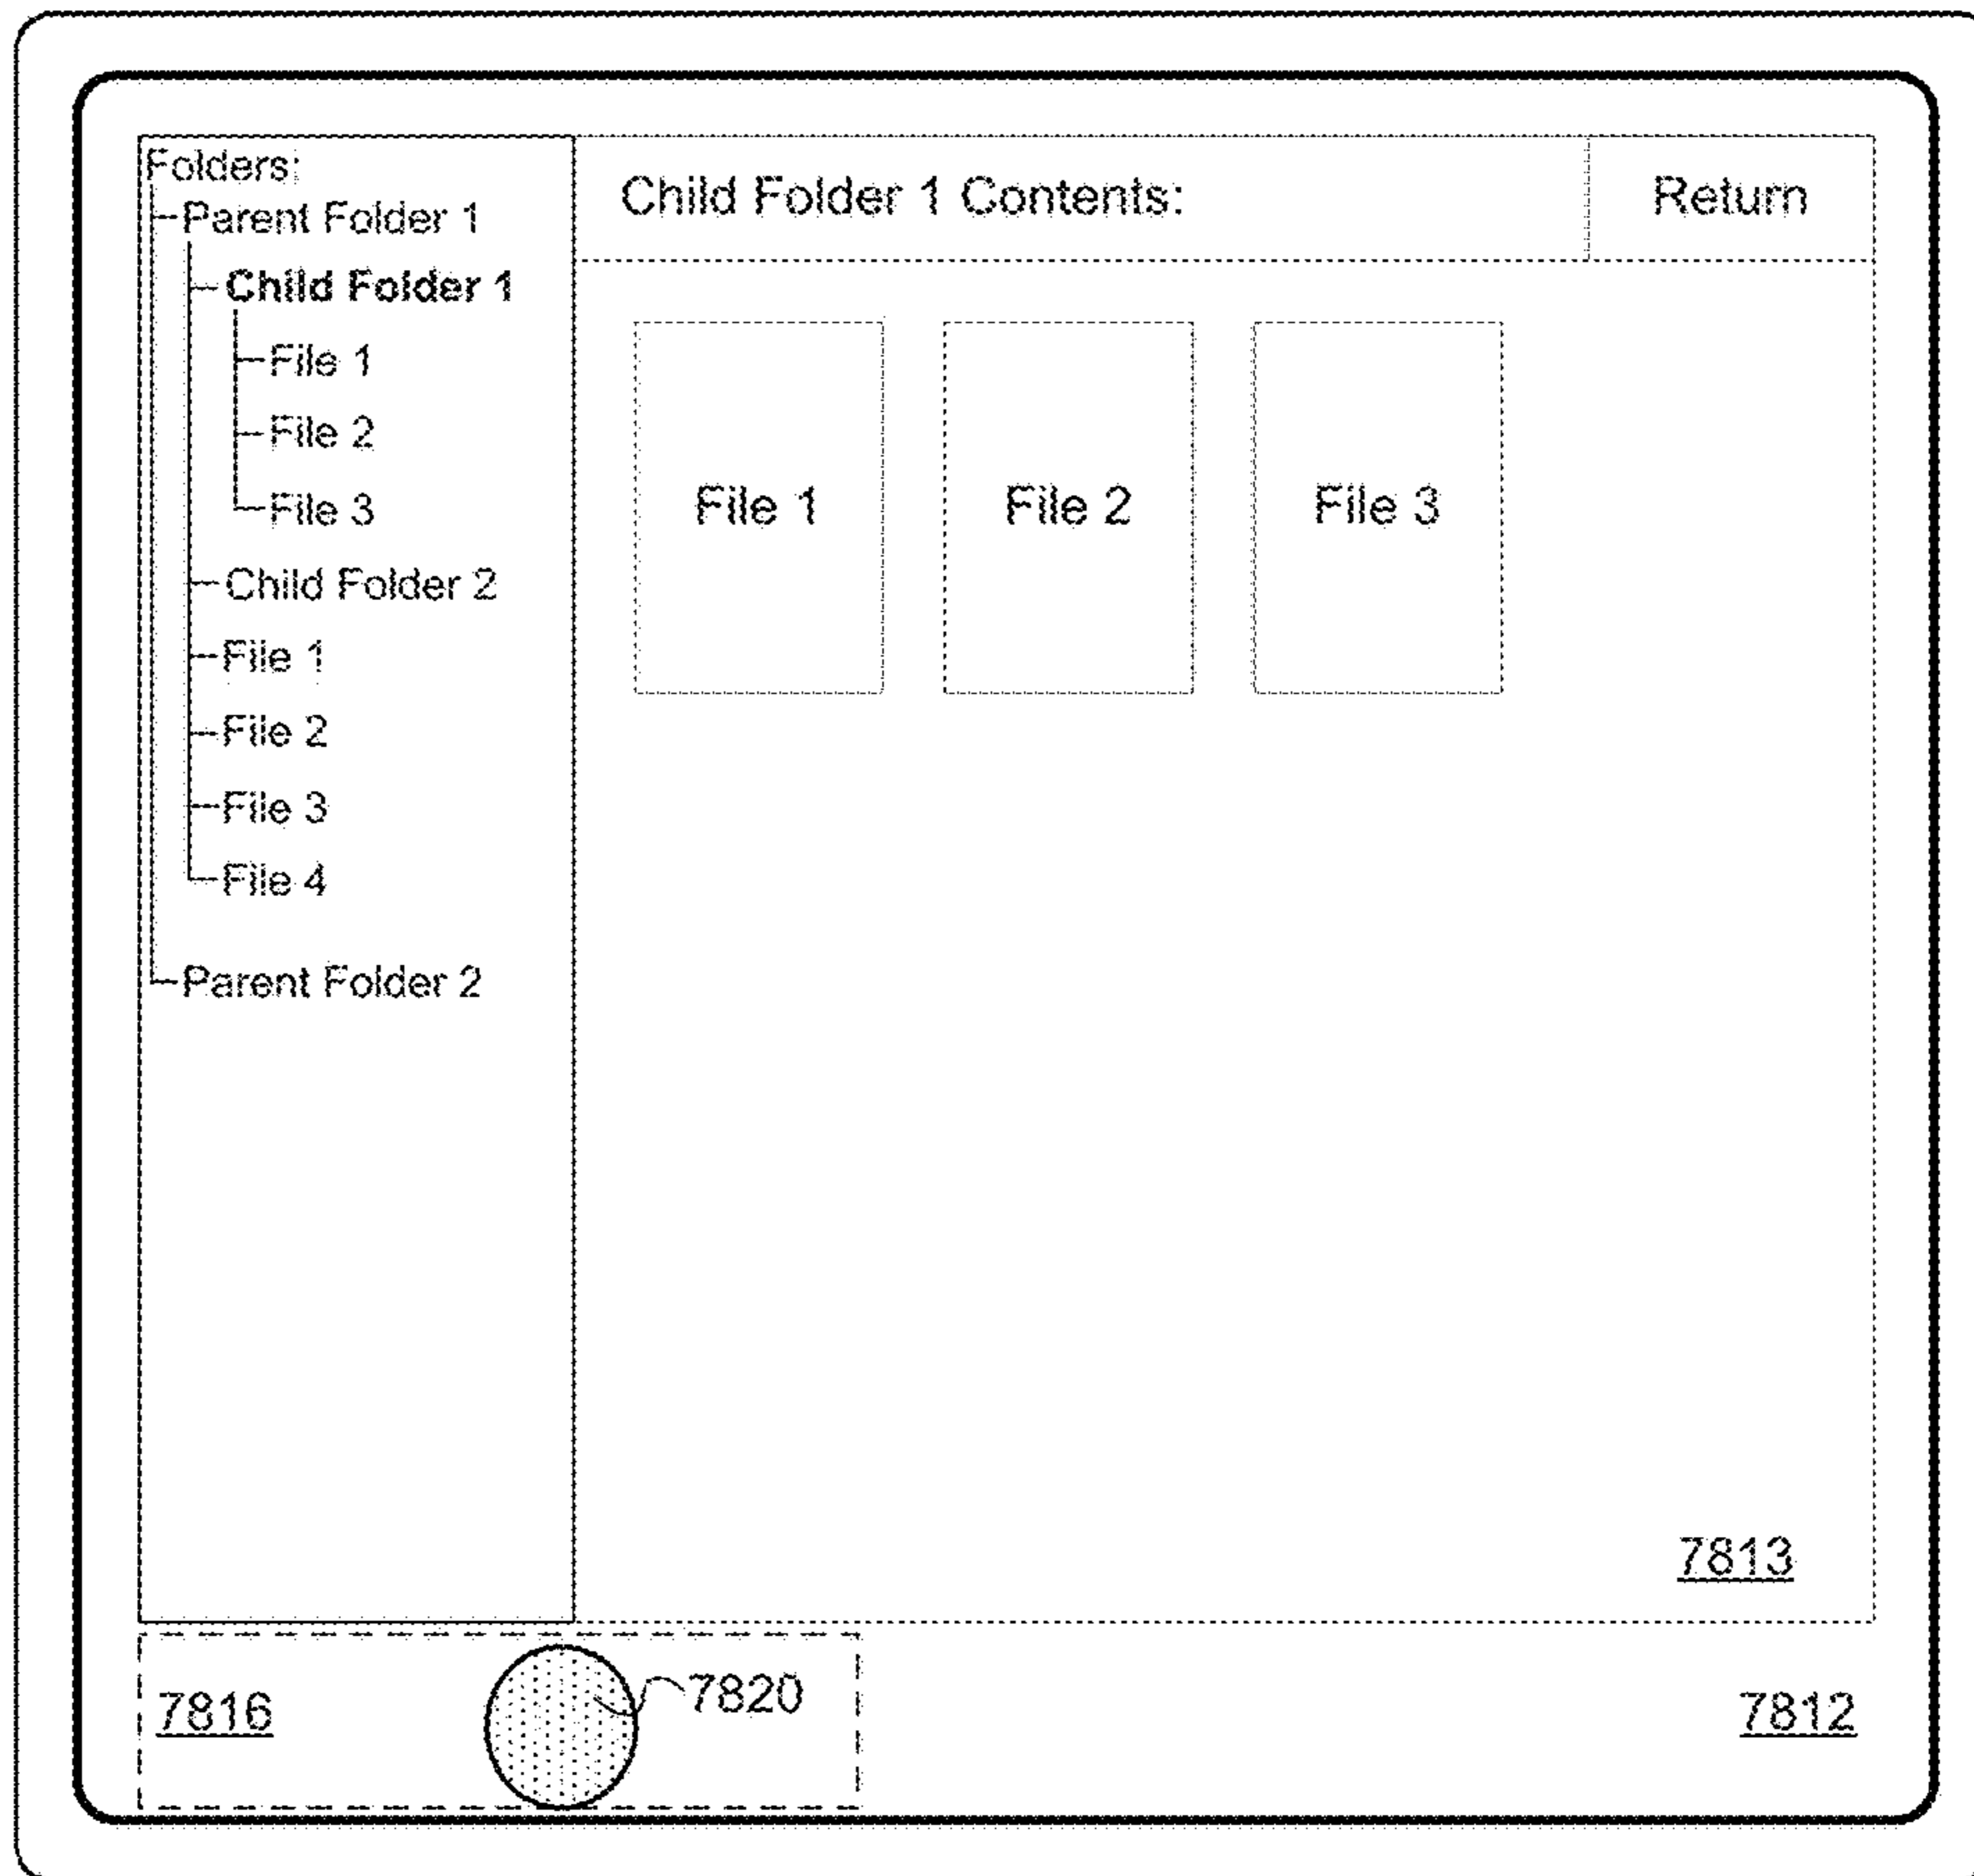 Folders:
Parent Folder 1
Child Folder 1
File 1
File 2
File 3
Child Folder 2
File 1
File 2
File 3
File 4
Parent Folder 2
Child Folder 1 Contents:
Return
File 1
File 2
File 3
7813
7816
7820
7812